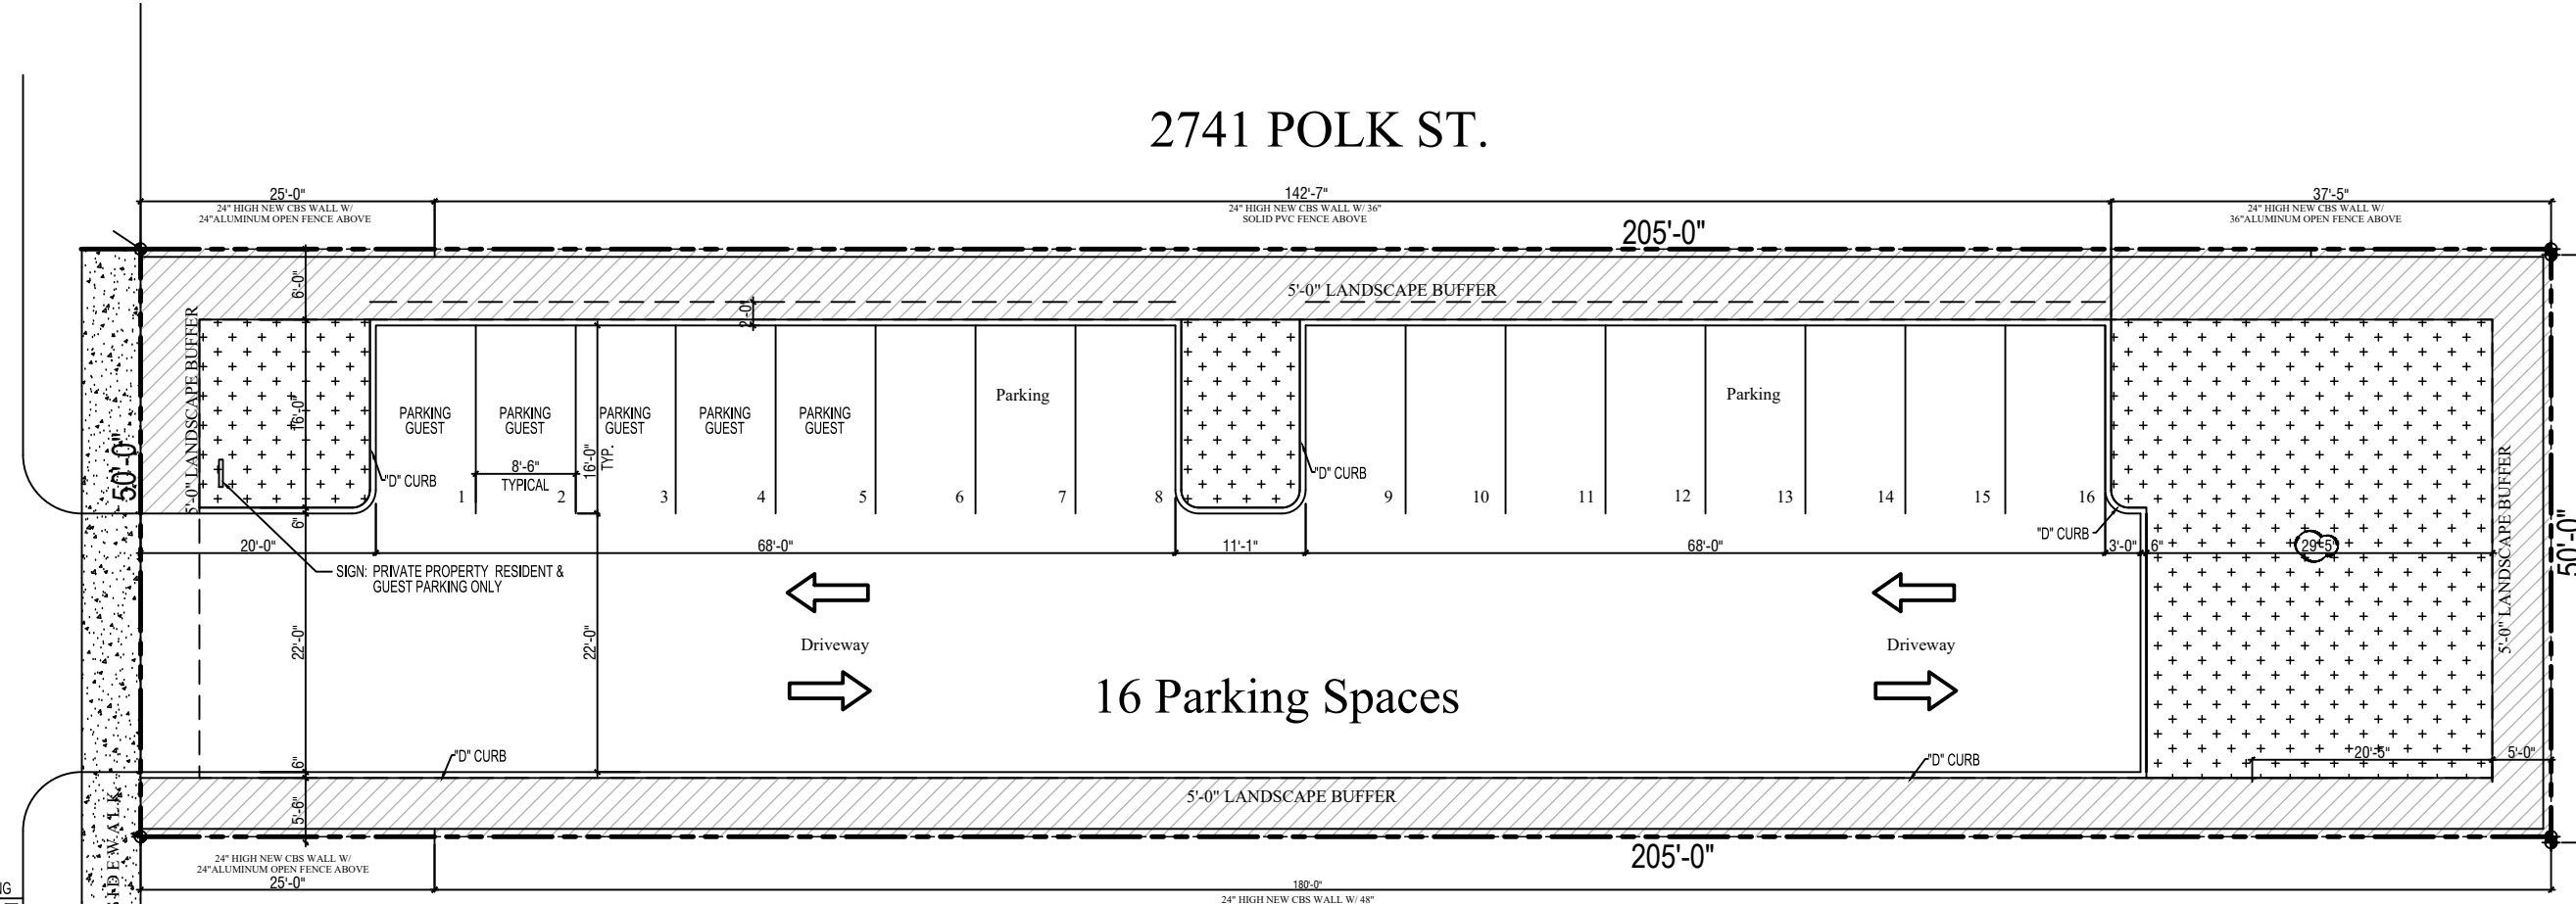 2741 POLK ST.
25'-0"
24" HIGH NEW CBS WALL W/
24"ALUMINUM OPEN FENCE ABOVE
142'-7"
24" HIGH NEW CBS WALL W/ 36"
SOLID PVC FENCE ABOVE
37'-5"
24" HIGH NEW CBS WALL W/
36"ALUMINUM OPEN FENCE ABOVE
205'-0"
6'-0"
2'-0"
5'-0" LANDSCAPE BUFFER
5'-0" LANDSCAPE BUFFER
50'-0"
16'-0"
PARKING
GUEST
PARKING
GUEST
PARKING
GUEST
PARKING
GUEST
PARKING
GUEST
Parking
Parking
8'-6"
TYPICAL
16'-0"
TYP.
"D" CURB
"D" CURB
1
2
3
4
5
6
7
8
9
10
11
12
13
14
15
16
"D" CURB
6"
20'-0"
68'-0"
11'-1"
68'-0"
3'-0"
6"
29'-5"
5'-0" LANDSCAPE BUFFER
50'-0"
SIGN: PRIVATE PROPERTY RESIDENT &
GUEST PARKING ONLY
22'-0"
22'-0"
Driveway
Driveway
16 Parking Spaces
"D" CURB
"D" CURB
20'-5"
5'-0"
6"
5'-6"
5'-0" LANDSCAPE BUFFER
SIDEWALK
205'-0"
24" HIGH NEW CBS WALL W/
24"ALUMINUM OPEN FENCE ABOVE
25'-0"
180'-0"
24" HIGH NEW CBS WALL W/ 48"